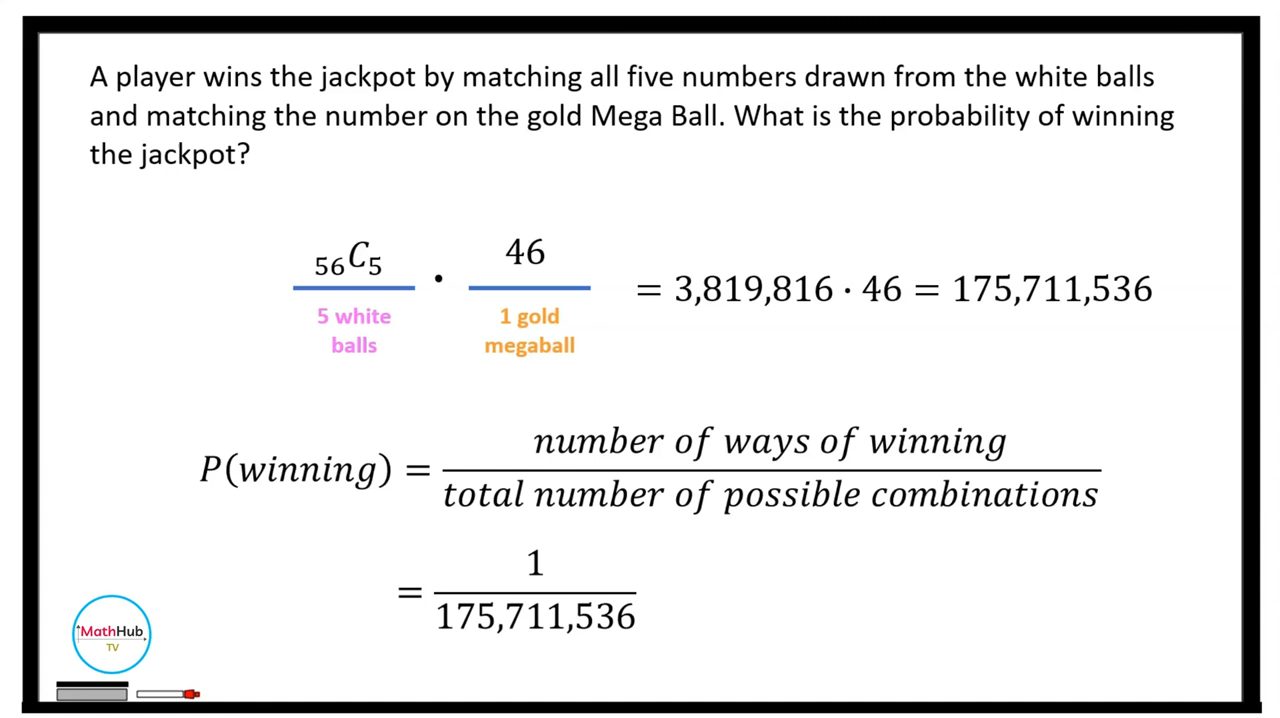 A player wins the jackpot by matching all five numbers drawn from the white balls
and matching the number on the gold Mega Ball. What is the probability of winning
the jackpot?
₅₆C₅ · 46 = 3,819,816 · 46 = 175,711,536
5 white 1 gold
balls megaball
P(winning) = number of ways of winning / total number of possible combinations
= 1 / 175,711,536
MathHub
TV